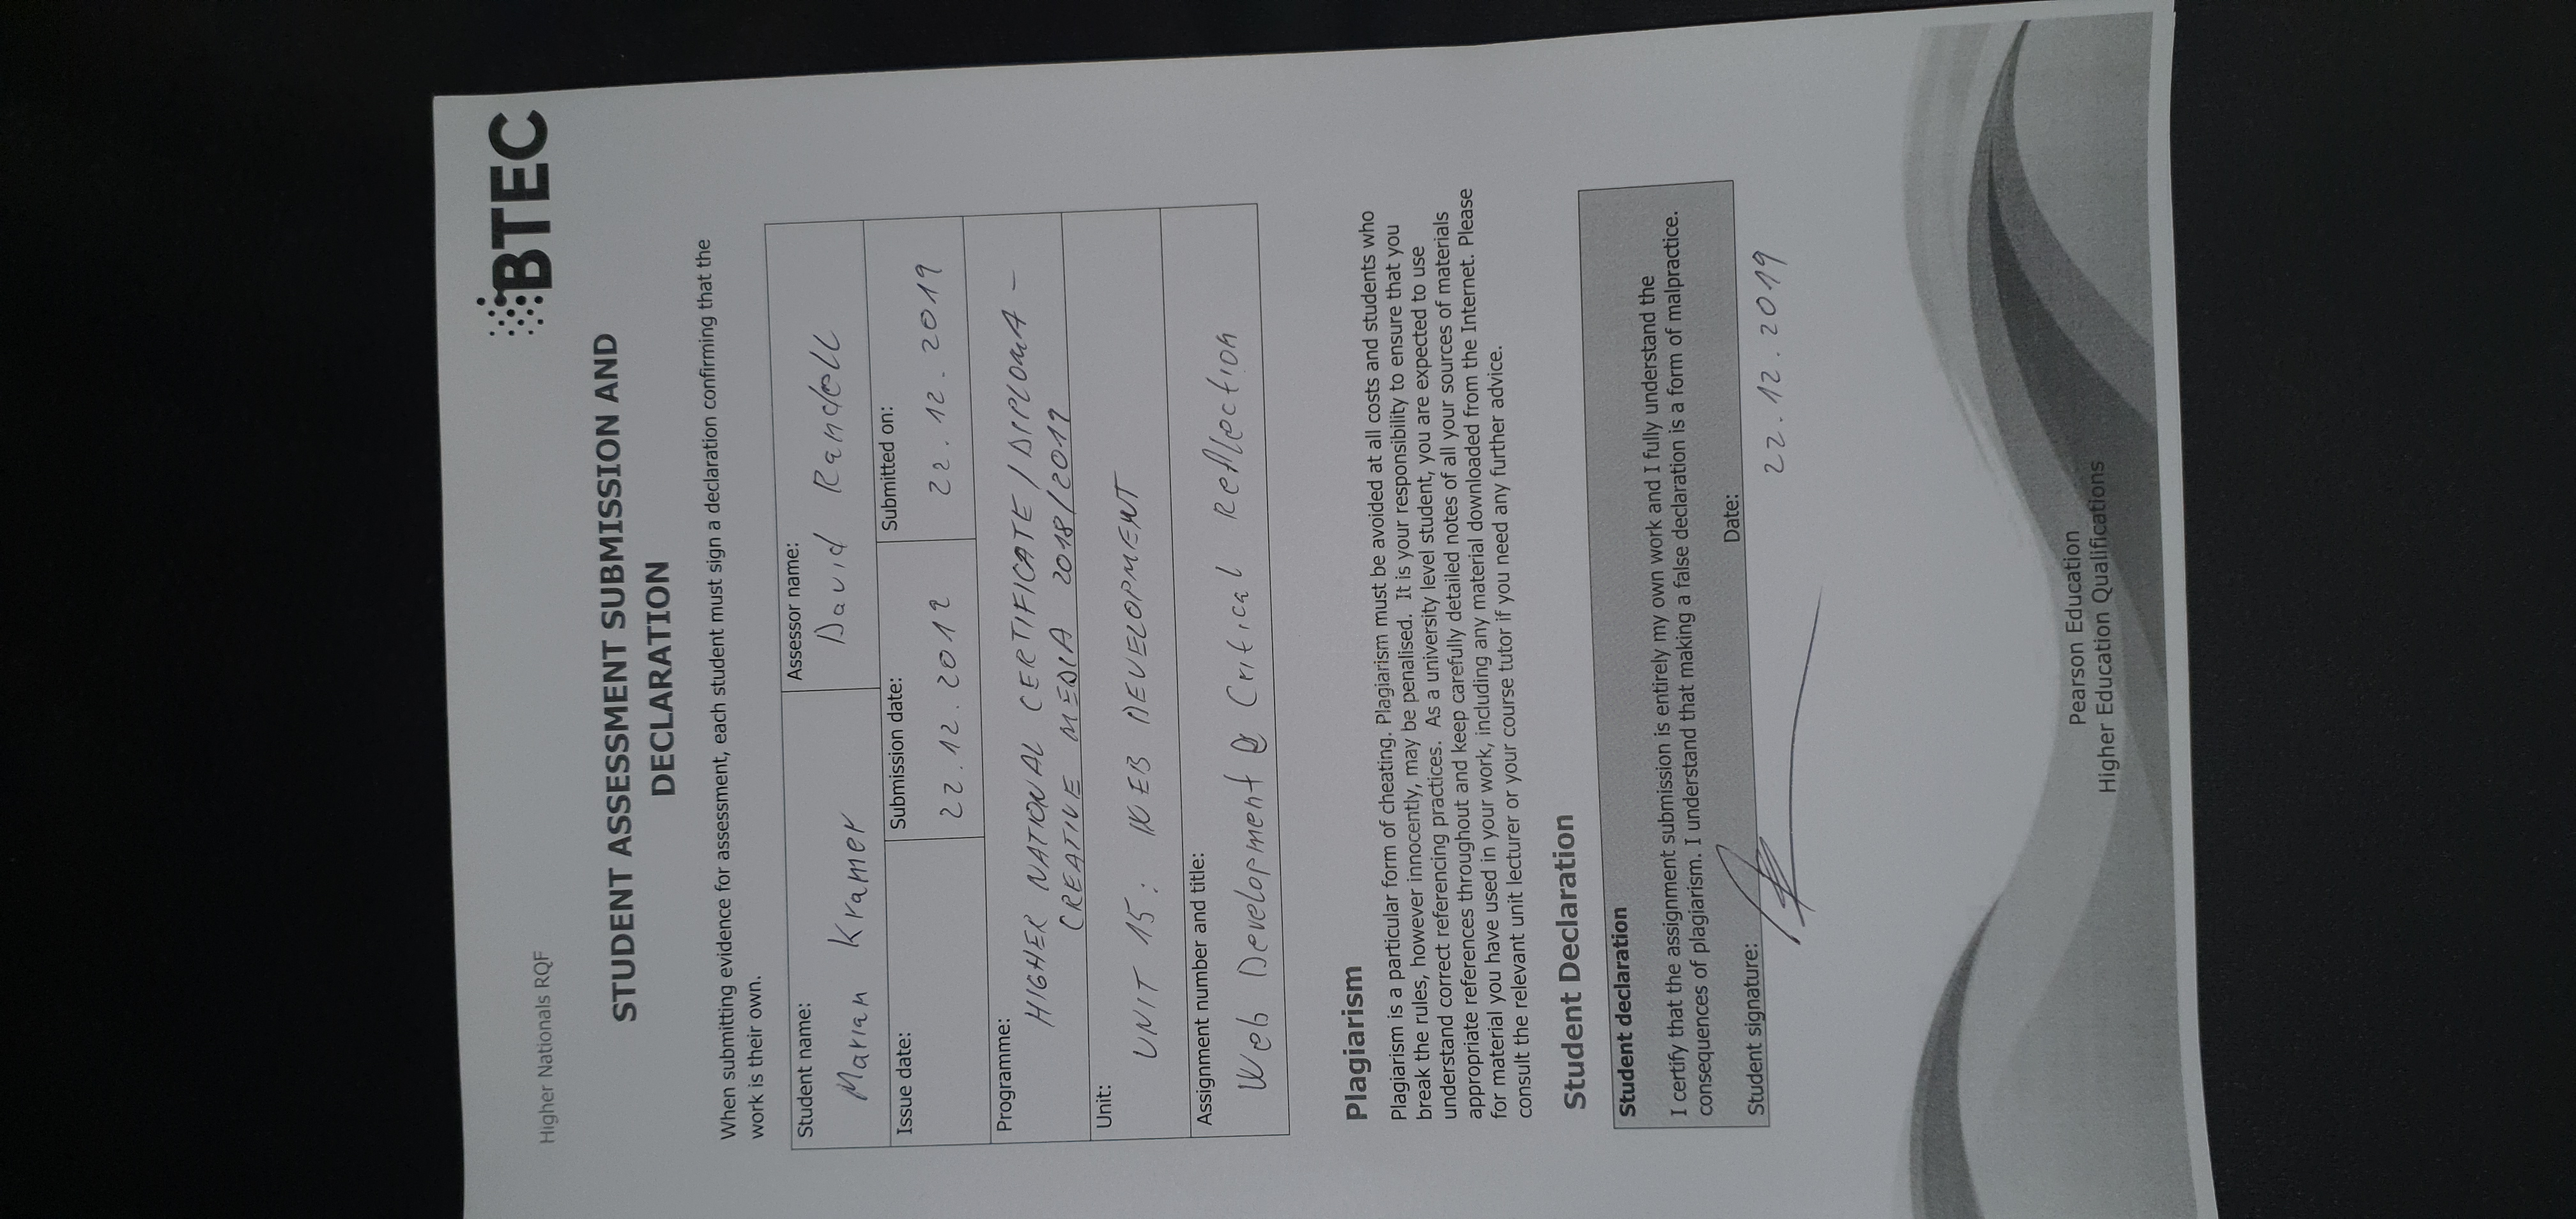 Higher Nationals RQF
BTEC
STUDENT ASSESSMENT SUBMISSION AND
DECLARATION
When submitting evidence for assessment, each student must sign a declaration confirming that the
work is their own.
Student name:
Marian Kramer
Assessor name:
David Randell
Issue date:
Submission date:
22.12.2019
Submitted on:
22.12.2019
Programme:
HIGHER NATIONAL CERTIFICATE / DIPLOMA -
CREATIVE MEDIA 2018/2019
Unit:
UNIT 15: WEB DEVELOPMENT
Assignment number and title:
Web Development & Critical Reflection
Plagiarism
Plagiarism is a particular form of cheating. Plagiarism must be avoided at all costs and students who
break the rules, however innocently, may be penalised. It is your responsibility to ensure that you
understand correct referencing practices. As a university level student, you are expected to use
appropriate references throughout and keep carefully detailed notes of all your sources of materials
for material you have used in your work, including any material downloaded from the Internet. Please
consult the relevant unit lecturer or your course tutor if you need any further advice.
Student Declaration
Student declaration
I certify that the assignment submission is entirely my own work and I fully understand the
consequences of plagiarism. I understand that making a false declaration is a form of malpractice.
Student signature:
Date:
22.12.2019
Pearson Education
Higher Education Qualifications